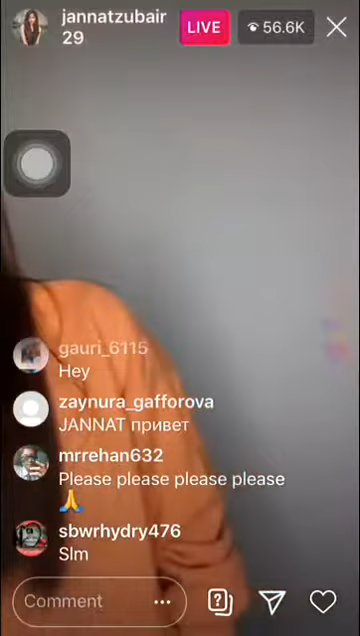 jannatzubair
29
LIVE
56.6K
gauri_6115
Hey
zaynura_gafforova
JANNAT привет
mrrehan632
Please please please please
🙏
sbwrhydry476
Slm
Comment